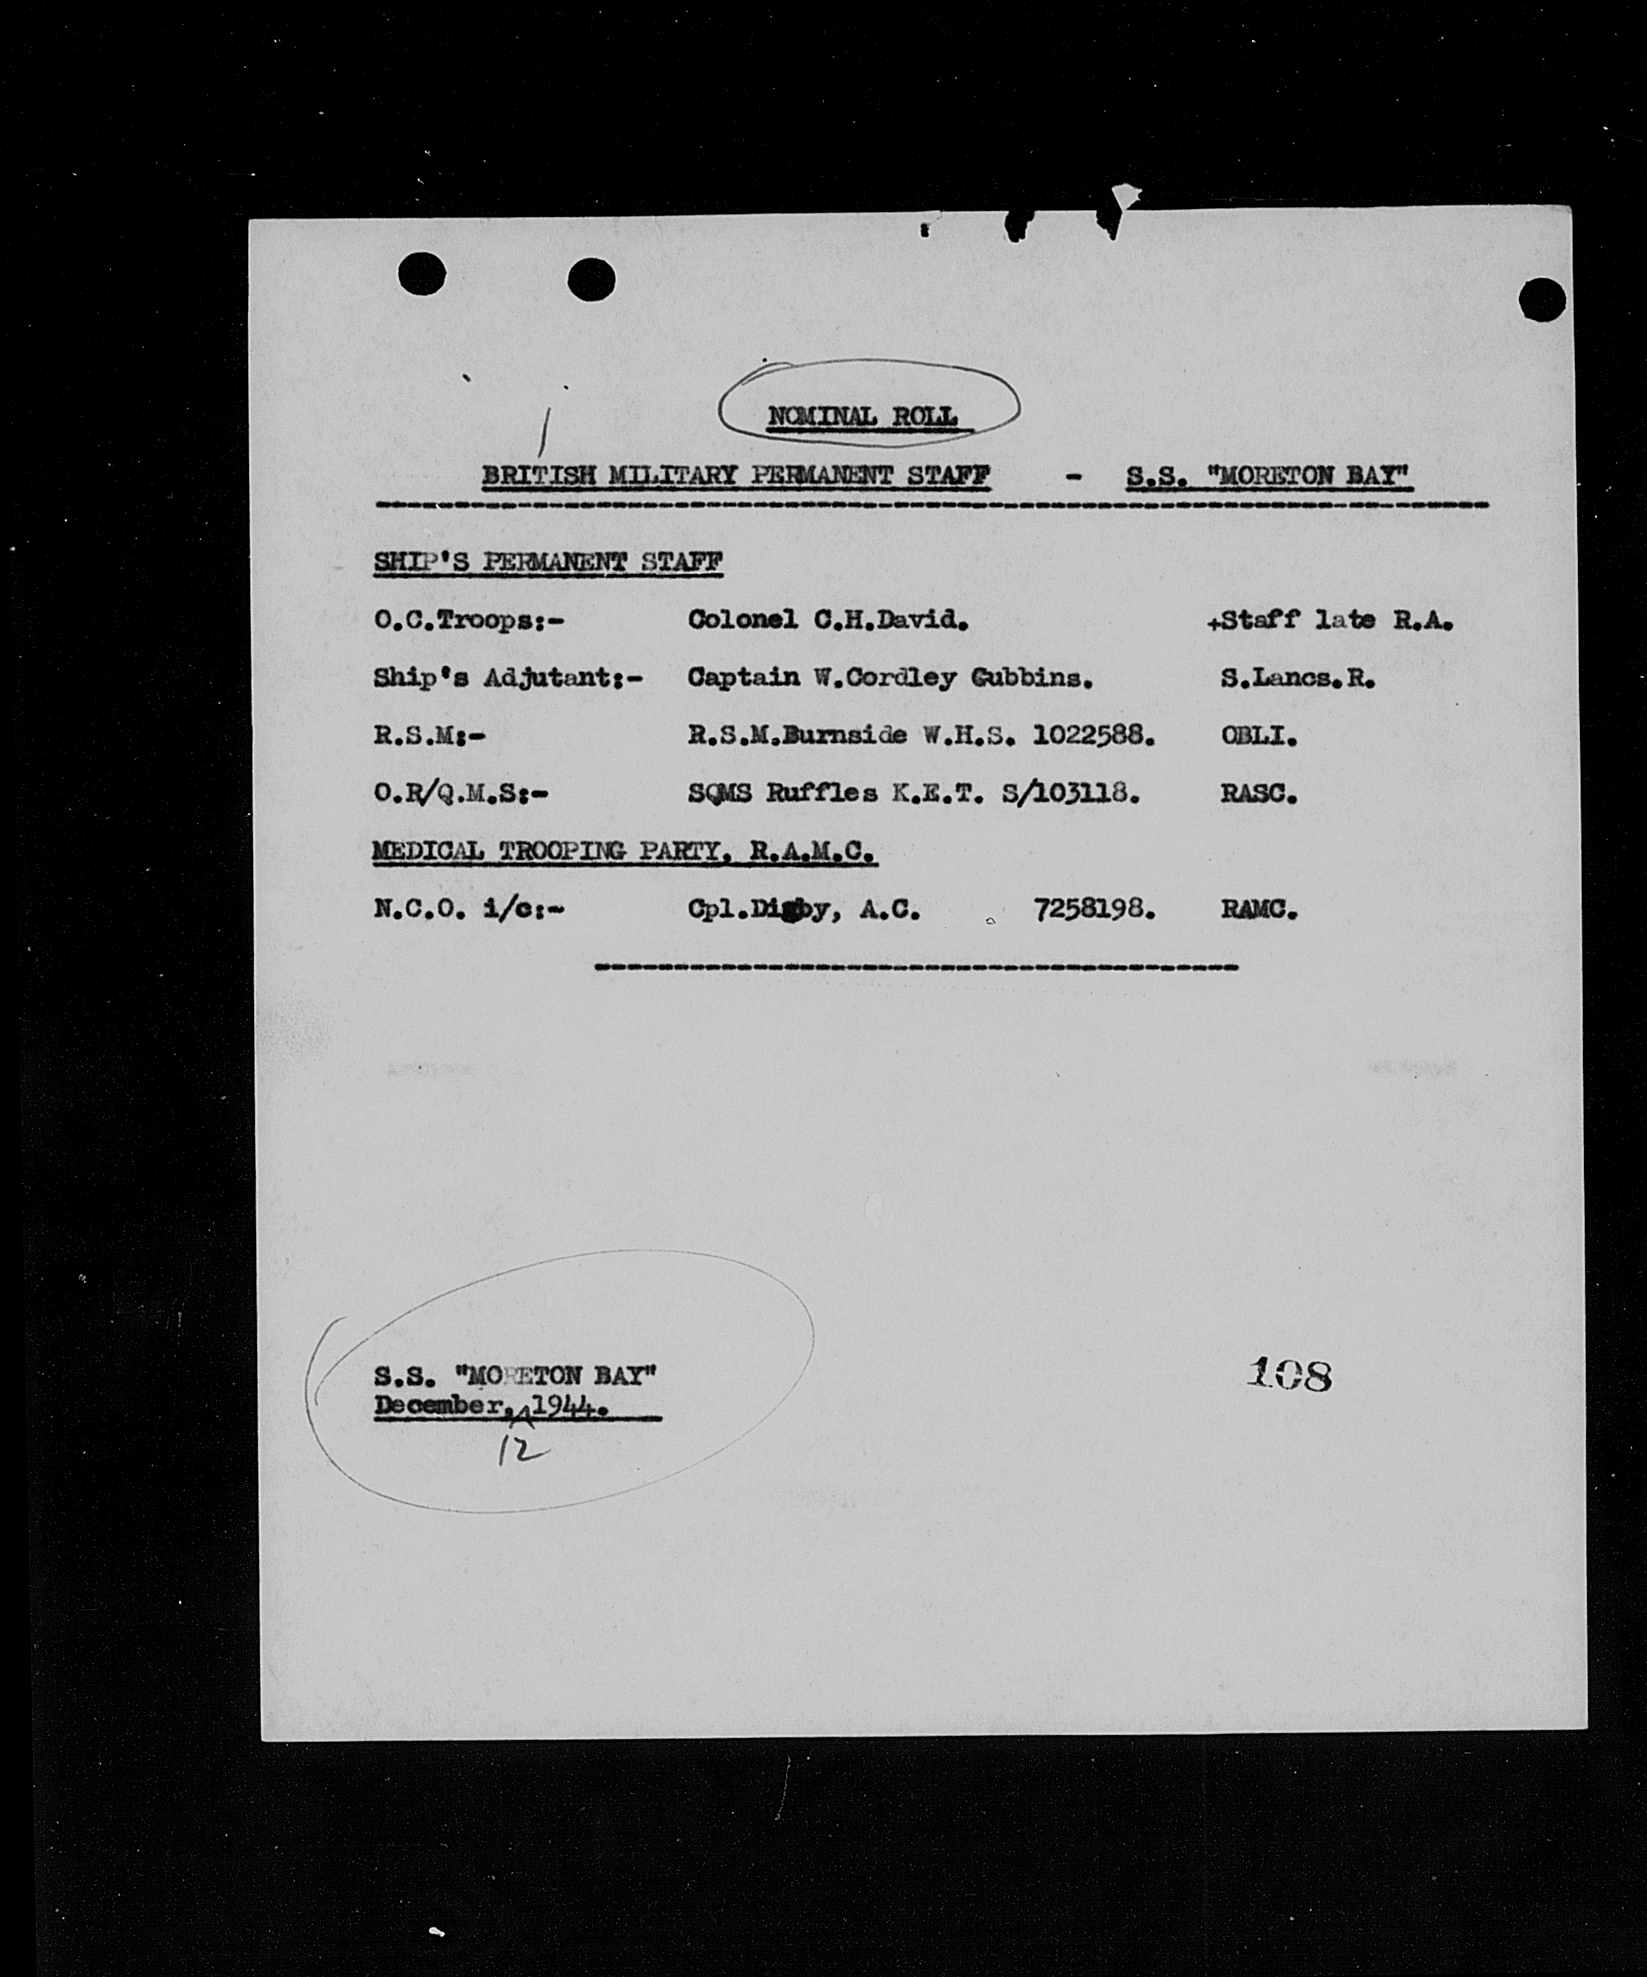 NOMINAL ROLL
BRITISH MILITARY PERMANENT STAFF - S.S. "MORETON BAY"
SHIP'S PERMANENT STAFF
O.C.Troops:- Colonel C.H.David. +Staff late R.A.
Ship's Adjutant:- Captain W.Cordley Gubbins. S.Lancs.R.
R.S.M:- R.S.M.Burnside W.H.S. 1022588. OBLI.
O.R/Q.M.S:- SQMS Ruffles K.E.T. S/103118. RASC.
MEDICAL TROOPING PARTY. R.A.M.C.
N.C.O. i/c:- Cpl.Digby, A.C. 7258198. RAMC.
S.S. "MORETON BAY"
December, 1944.
12
108